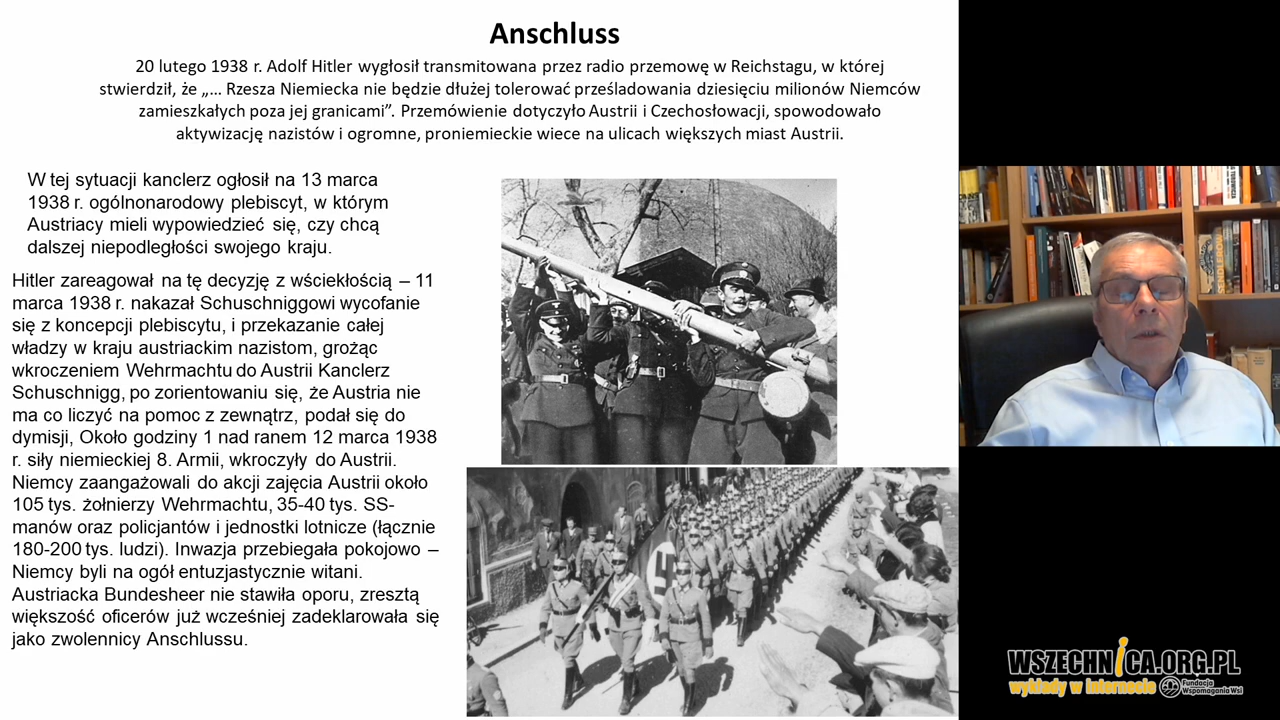 Anschluss
20 lutego 1938 r. Adolf Hitler wygłosił transmitowana przez radio przemowę w Reichstagu, w której
stwierdził, że „... Rzesza Niemiecka nie będzie dłużej tolerować prześladowania dziesięciu milionów Niemców
zamieszkałych poza jej granicami”. Przemówienie dotyczyło Austrii i Czechosłowacji, spowodowało
aktywizację nazistów i ogromne, proniemieckie wiece na ulicach większych miast Austrii.
W tej sytuacji kanclerz ogłosił na 13 marca
1938 r. ogólnonarodowy plebiscyt, w którym
Austriacy mieli wypowiedzieć się, czy chcą
dalszej niepodległości swojego kraju.
Hitler zareagował na tę decyzję z wściekłością – 11
marca 1938 r. nakazał Schuschniggowi wycofanie
się z koncepcji plebiscytu, i przekazanie całej
władzy w kraju austriackim nazistom, grożąc
wkroczeniem Wehrmachtu do Austrii Kanclerz
Schuschnigg, po zorientowaniu się, że Austria nie
ma co liczyć na pomoc z zewnątrz, podał się do
dymisji, Około godziny 1 nad ranem 12 marca 1938
r. siły niemieckiej 8. Armii, wkroczyły do Austrii.
Niemcy zaangażowali do akcji zajęcia Austrii około
105 tys. żołnierzy Wehrmachtu, 35-40 tys. SS-
manów oraz policjantów i jednostki lotnicze (łącznie
180-200 tys. ludzi). Inwazja przebiegała pokojowo –
Niemcy byli na ogół entuzjastycznie witani.
Austriacka Bundesheer nie stawiła oporu, zresztą
większość oficerów już wcześniej zadeklarowała się
jako zwolennicy Anschlussu.
WSZECHNICA.ORG.PL
wykłady w internecie
Fundacja
Wspomagania Wsi